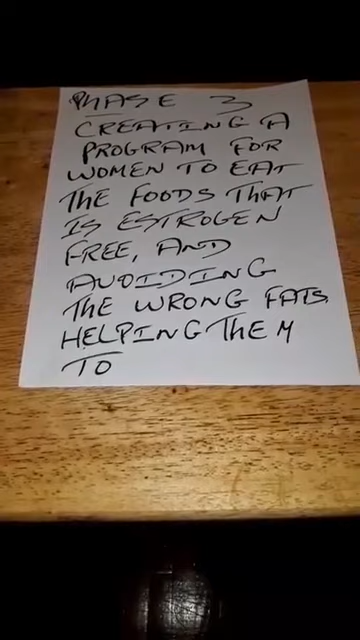 PHASE 3
CREATING A
PROGRAM FOR
WOMEN TO EAT
THE FOODS THAT
IS ESTROGEN
FREE, AND
AVOIDING
THE WRONG FATS
HELPING THEM
TO